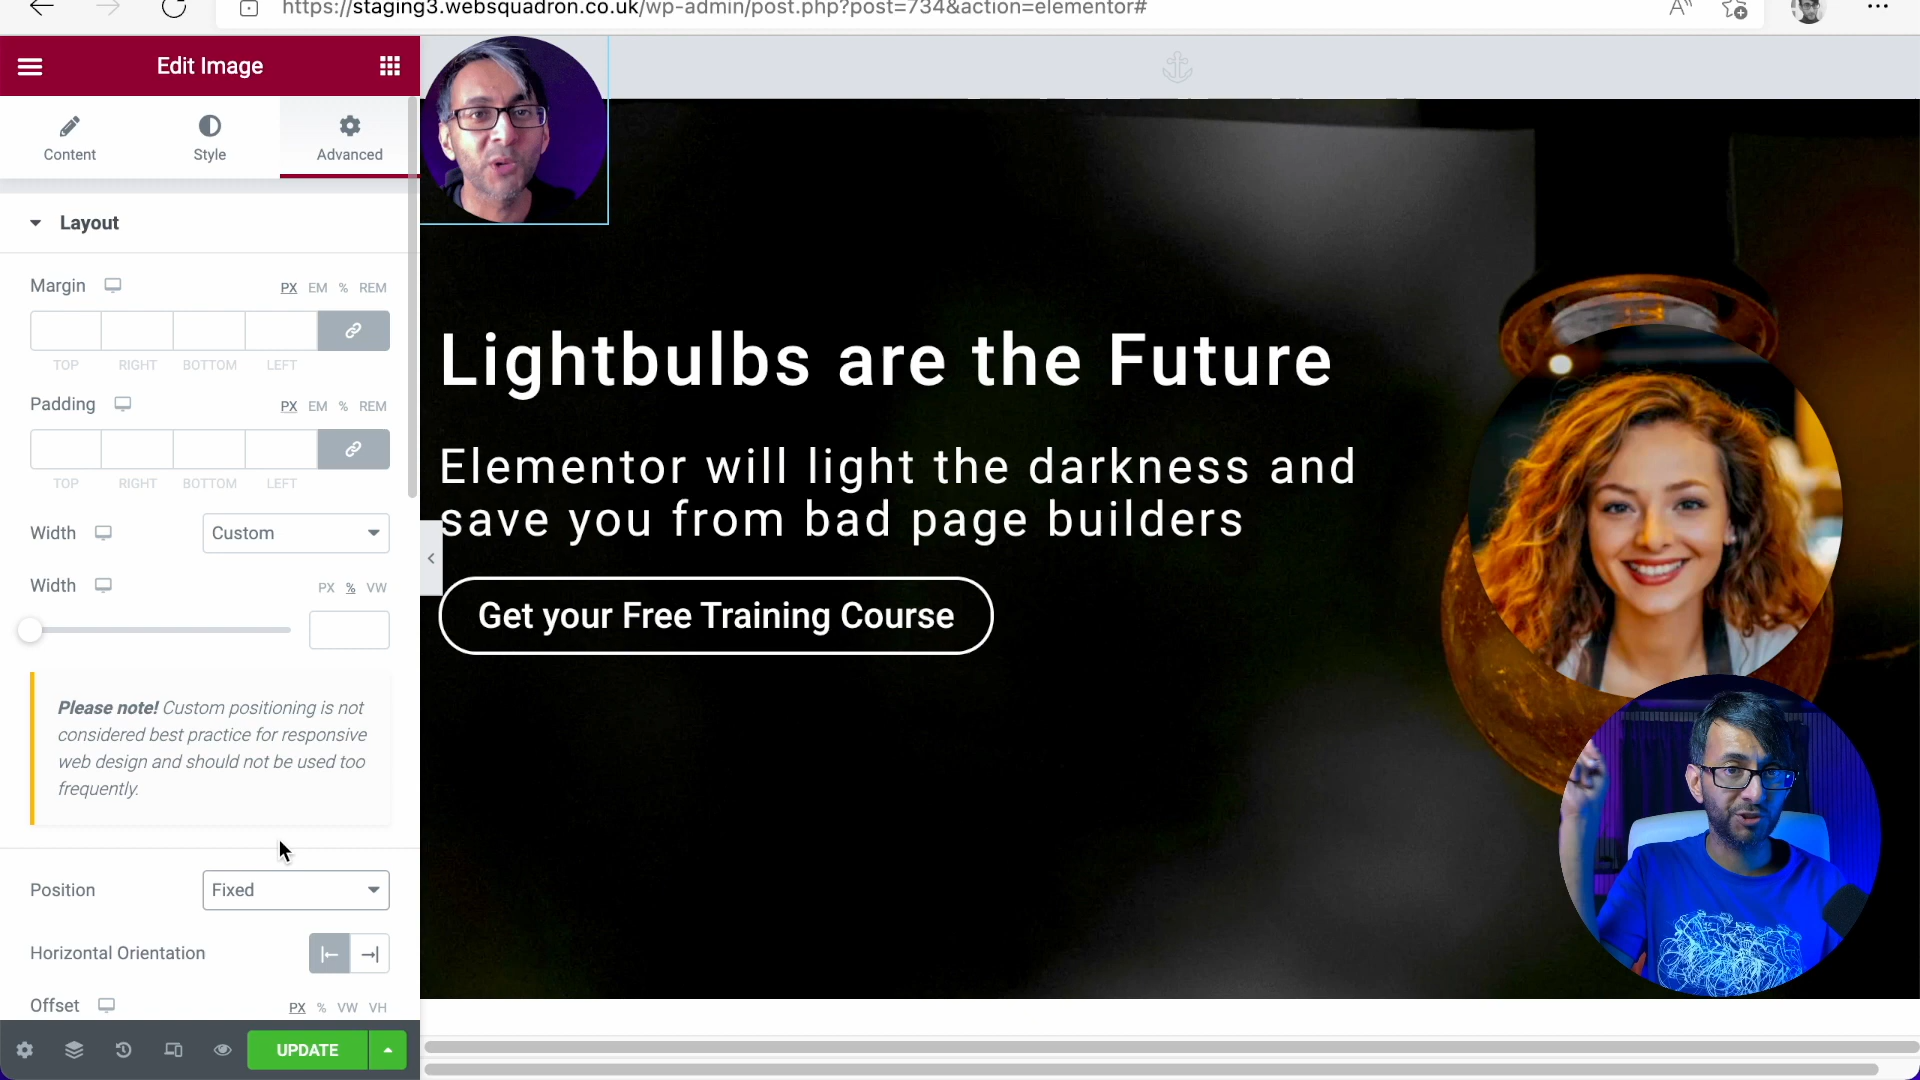 https://staging3.websquadron.co.uk/wp-admin/post.php?post=734&action=elementor#
Edit Image
Content
Style
Advanced
Layout
Margin
PX EM % REM
TOP RIGHT BOTTOM LEFT
Padding
PX EM % REM
TOP RIGHT BOTTOM LEFT
Width
Custom
Width
PX % VW
Please note! Custom positioning is not
considered best practice for responsive
web design and should not be used too
frequently.
Position
Fixed
Horizontal Orientation
Offset
PX % VW VH
UPDATE
Lightbulbs are the Future
Elementor will light the darkness and
save you from bad page builders
Get your Free Training Course